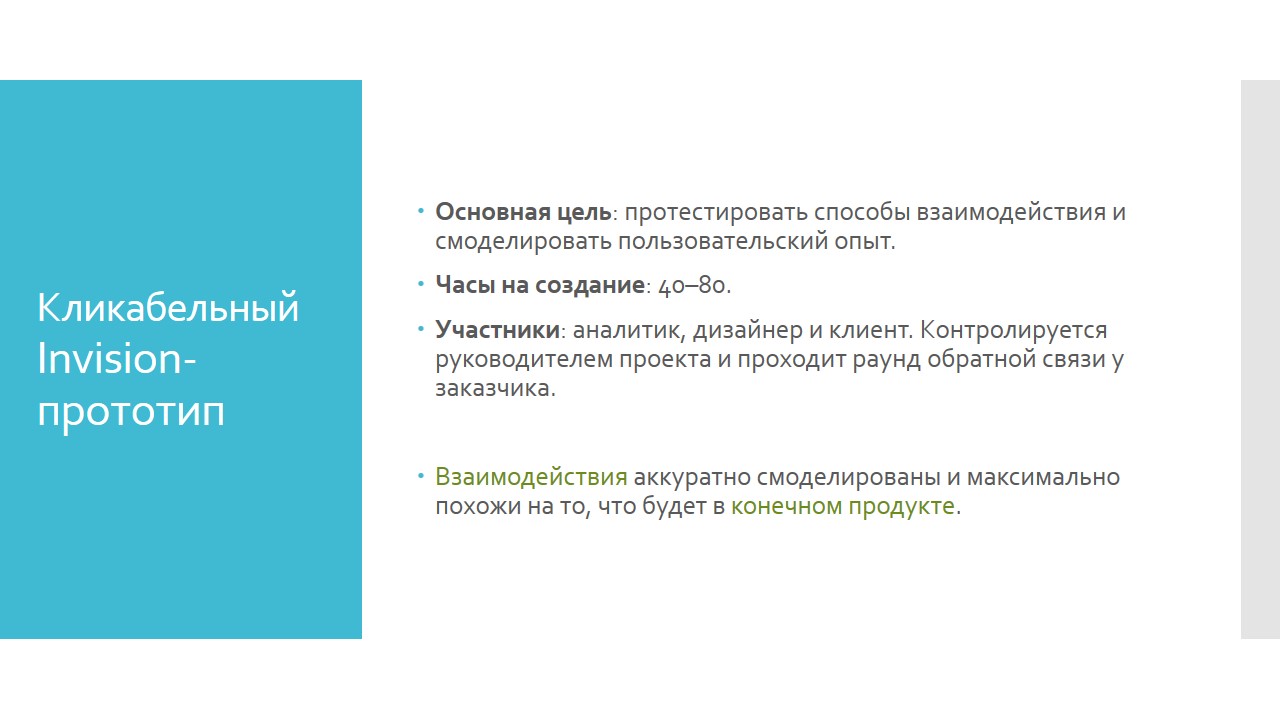 Кликабельный
Invision-
прототип
• Основная цель: протестировать способы взаимодействия и
смоделировать пользовательский опыт.
• Часы на создание: 40–80.
• Участники: аналитик, дизайнер и клиент. Контролируется
руководителем проекта и проходит раунд обратной связи у
заказчика.
• Взаимодействия аккуратно смоделированы и максимально
похожи на то, что будет в конечном продукте.